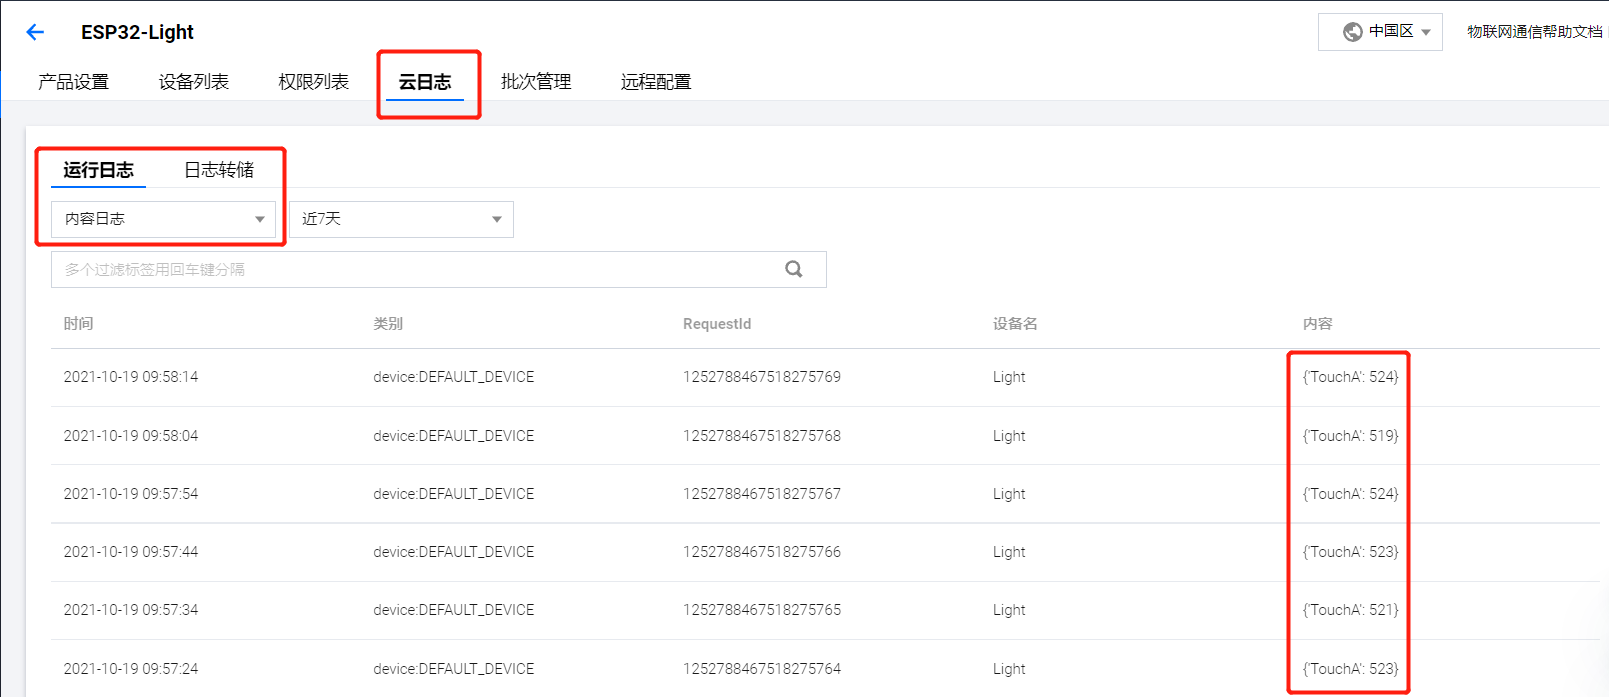 ESP32-Light
中国区
物联网通信帮助文档
产品设置 设备列表 权限列表 云日志 批次管理 远程配置
运行日志 日志转储
内容日志 近7天
多个过滤标签用回车键分隔
时间 类别 RequestId 设备名 内容
2021-10-19 09:58:14 device:DEFAULT_DEVICE 1252788467518275769 Light {'TouchA': 524}
2021-10-19 09:58:04 device:DEFAULT_DEVICE 1252788467518275768 Light {'TouchA': 519}
2021-10-19 09:57:54 device:DEFAULT_DEVICE 1252788467518275767 Light {'TouchA': 524}
2021-10-19 09:57:44 device:DEFAULT_DEVICE 1252788467518275766 Light {'TouchA': 523}
2021-10-19 09:57:34 device:DEFAULT_DEVICE 1252788467518275765 Light {'TouchA': 521}
2021-10-19 09:57:24 device:DEFAULT_DEVICE 1252788467518275764 Light {'TouchA': 523}